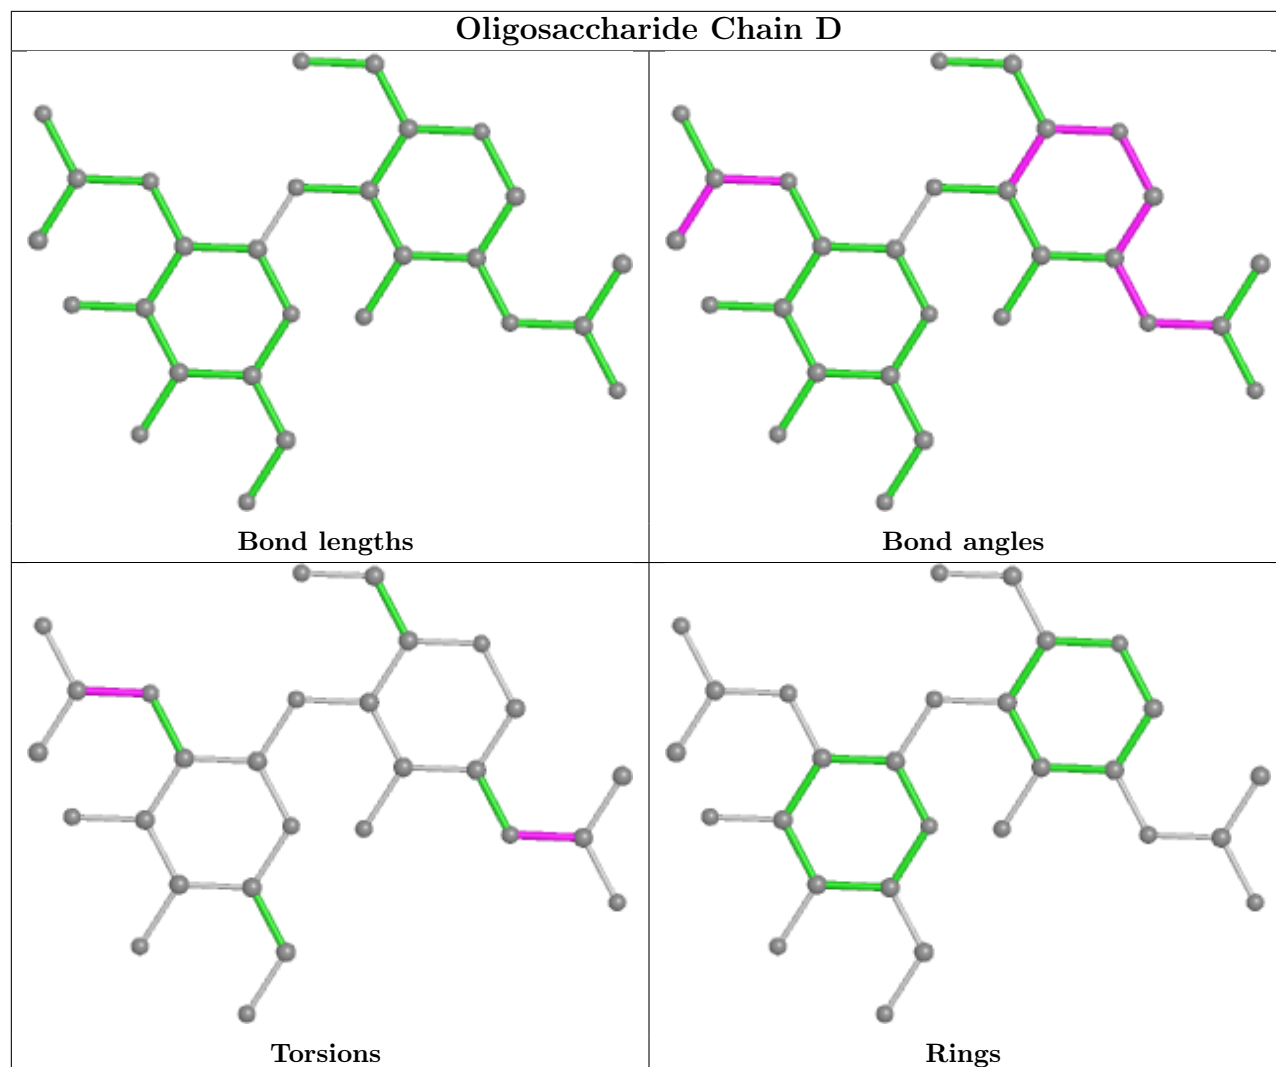 Oligosaccharide Chain D
Bond lengths
Bond angles
Torsions
Rings